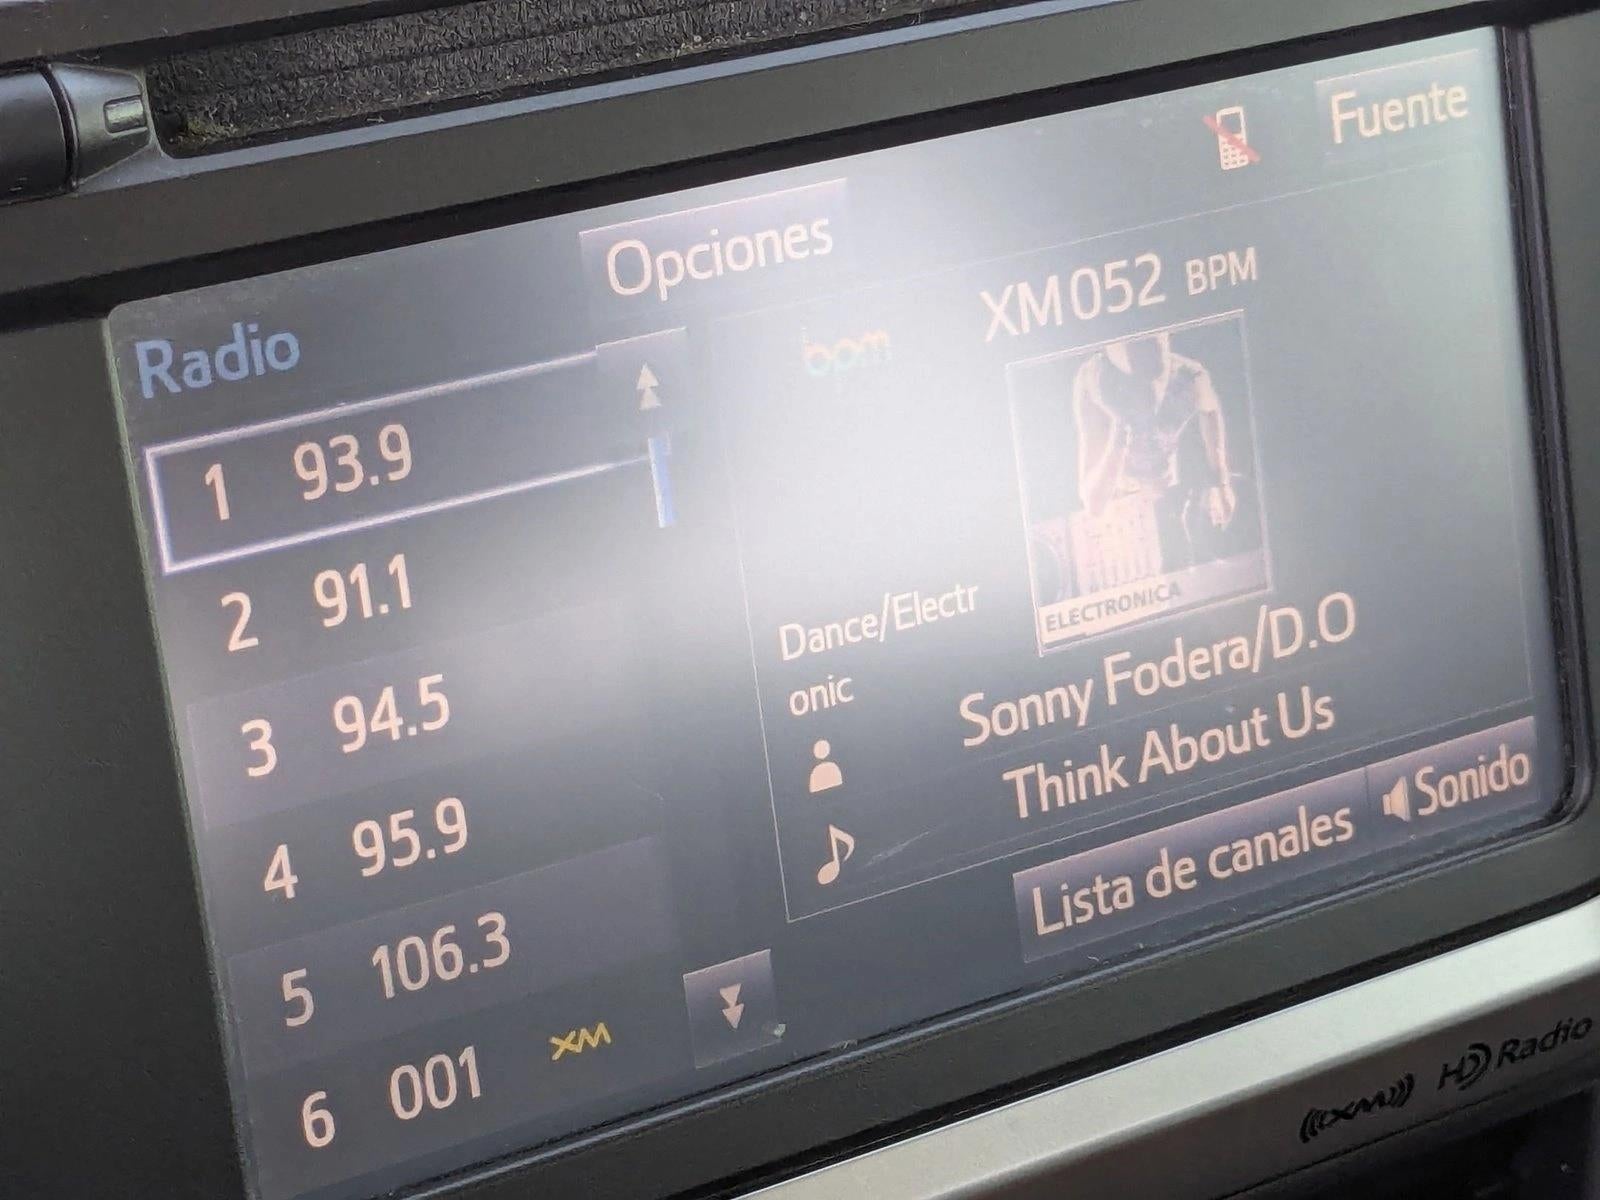 Fuente
Opciones
Radio
XM052 BPM
bpm
1 93.9
2 91.1
3 94.5
4 95.9
5 106.3
6 001 XM
ELECTRONICA
Dance/Electr
onic
Sonny Fodera/D.O
Think About Us
Lista de canales
Sonido
((XM))
HD Radio